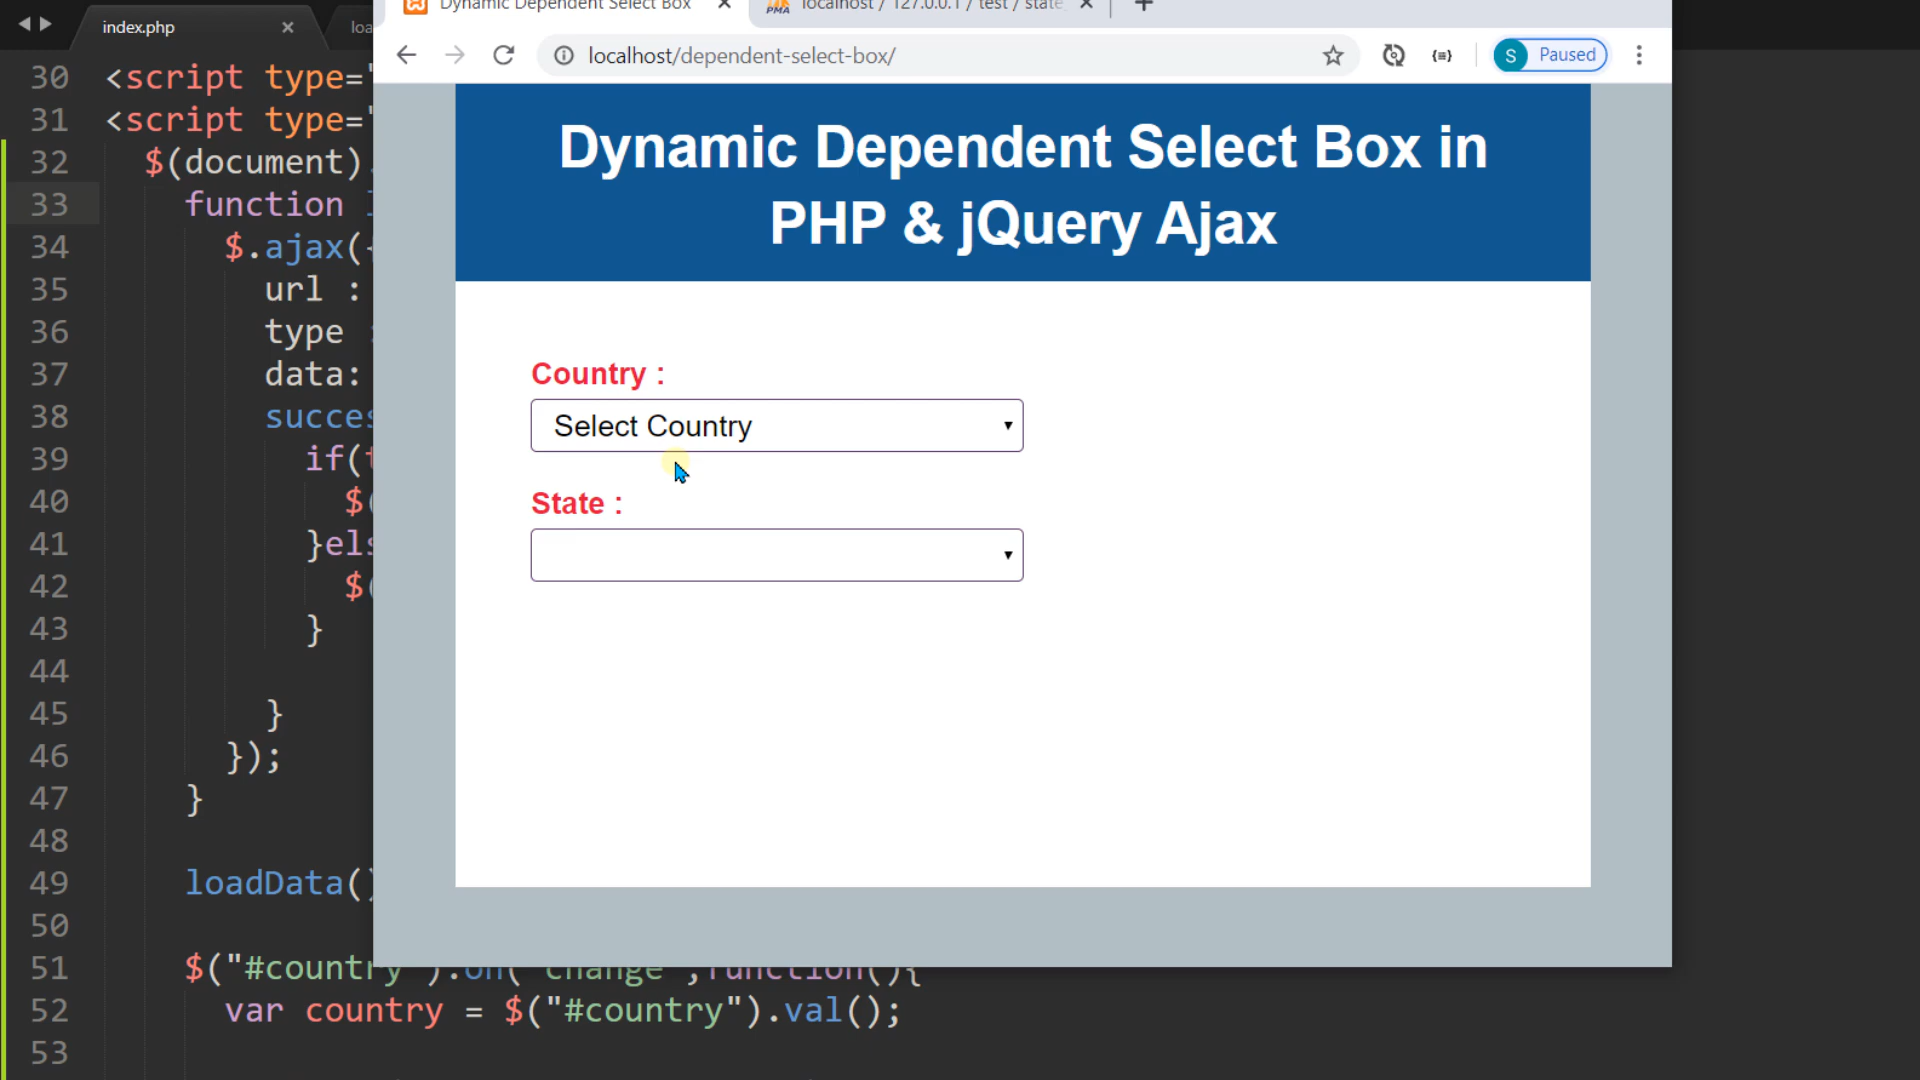 index.php
Dynamic Dependent Select Box
localhost / 127.0.0.1 / test / state
localhost/dependent-select-box/
S Paused
Dynamic Dependent Select Box in
PHP & jQuery Ajax
Country :
Select Country
State :
30 <script type="
31 <script type="
32 $(document).
33 function
34 $.ajax({
35 url :
36 type :
37 data:
38 succes
39 if(
40 $(
41 }els
42 $(
43 }
44
45 }
46 });
47 }
48
49 loadData()
50
51 $("#country").on("change",function(){
52 var country = $("#country").val();
53